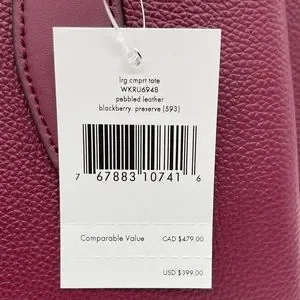 lrg cmprt tote
WKRU6948
pebbled leather
blackberry. preserve (593)
7 67883 10741 6
Comparable Value CAD $479.00
USD $399.00